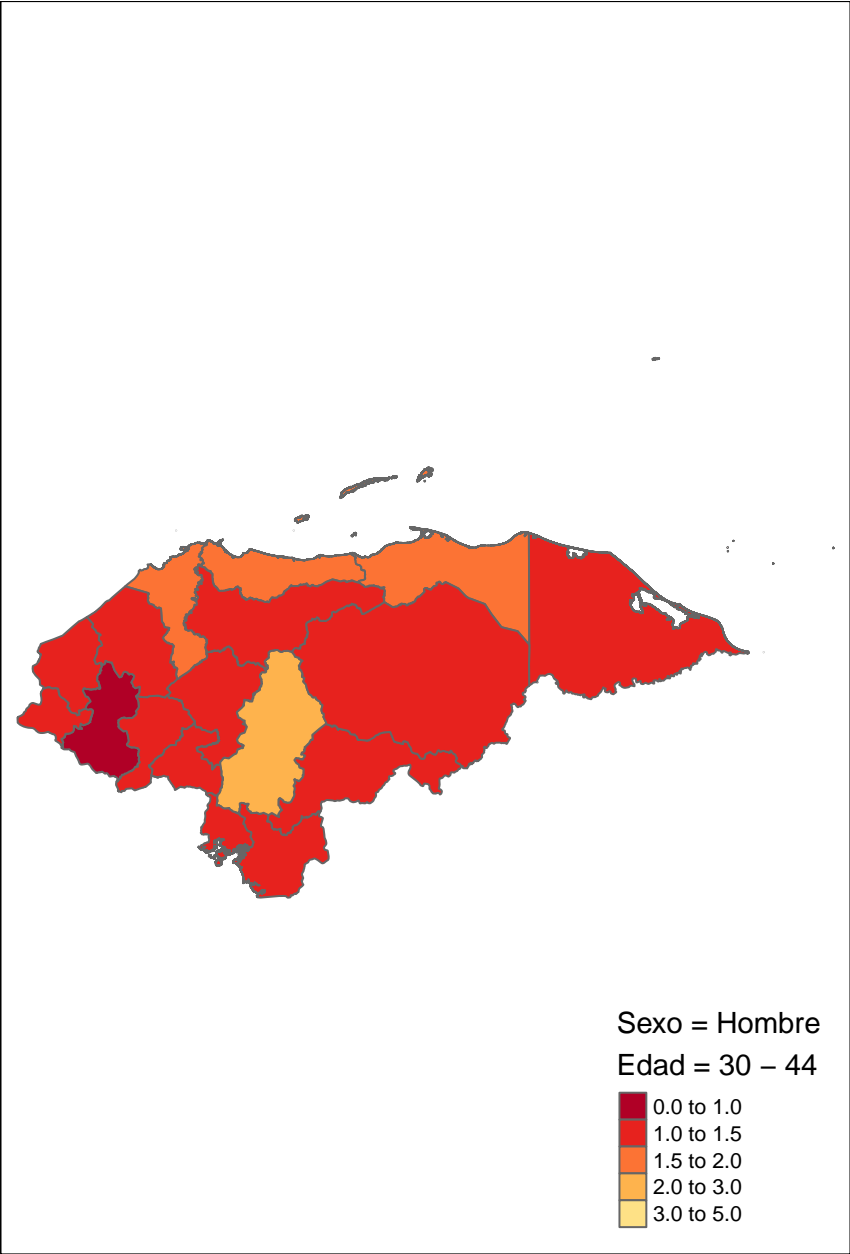 Sexo = Hombre
Edad = 30 – 44
0.0 to 1.0
1.0 to 1.5
1.5 to 2.0
2.0 to 3.0
3.0 to 5.0